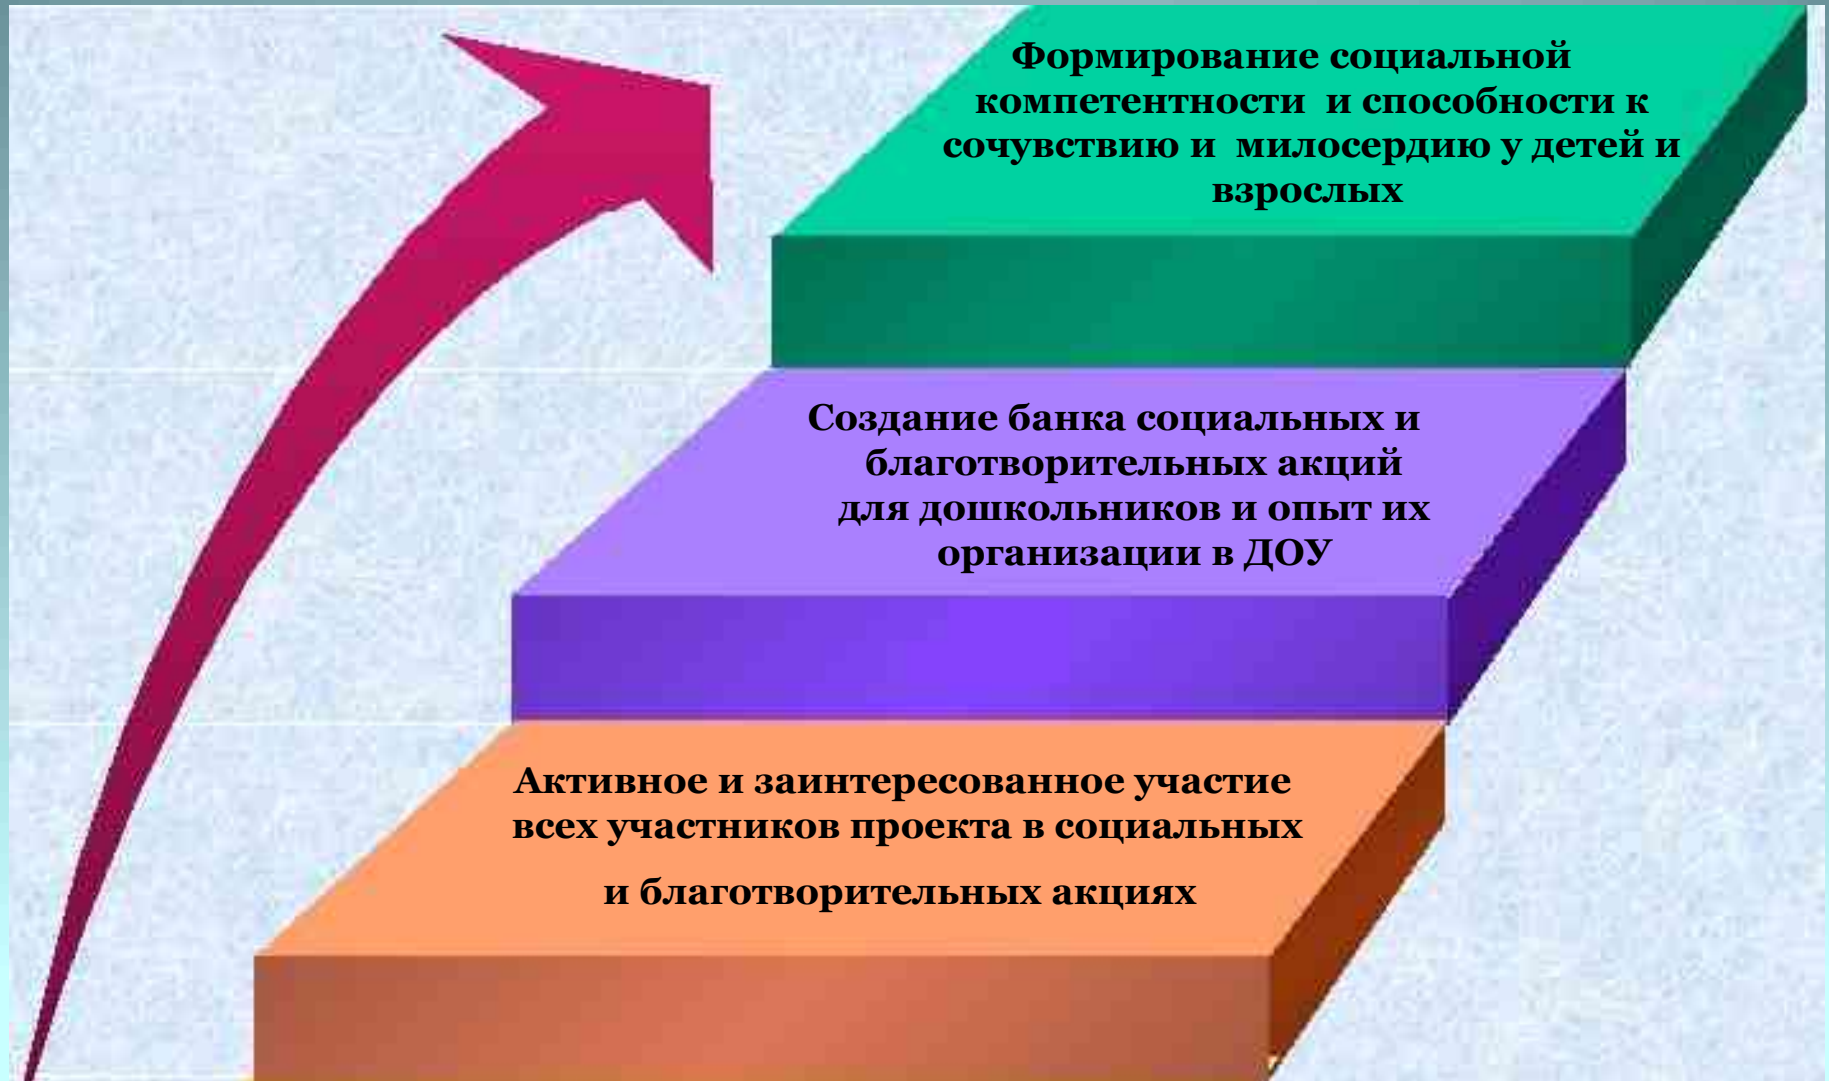 Формирование социальной
компетентности и способности к
сочувствию и милосердию у детей и
взрослых
Создание банка социальных и
благотворительных акций
для дошкольников и опыт их
организации в ДОУ
Активное и заинтересованное участие
всех участников проекта в социальных
и благотворительных акциях